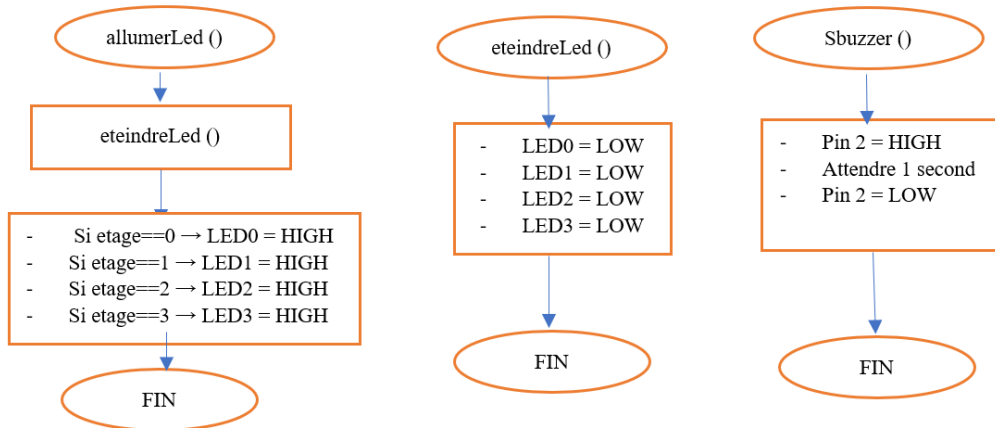 allumerLed ()
eteindreLed ()
- Si etage==0 → LED0 = HIGH
- Si etage==1 → LED1 = HIGH
- Si etage==2 → LED2 = HIGH
- Si etage==3 → LED3 = HIGH
FIN
eteindreLed ()
- LED0 = LOW
- LED1 = LOW
- LED2 = LOW
- LED3 = LOW
FIN
Sbuzzer ()
- Pin 2 = HIGH
- Attendre 1 second
- Pin 2 = LOW
FIN